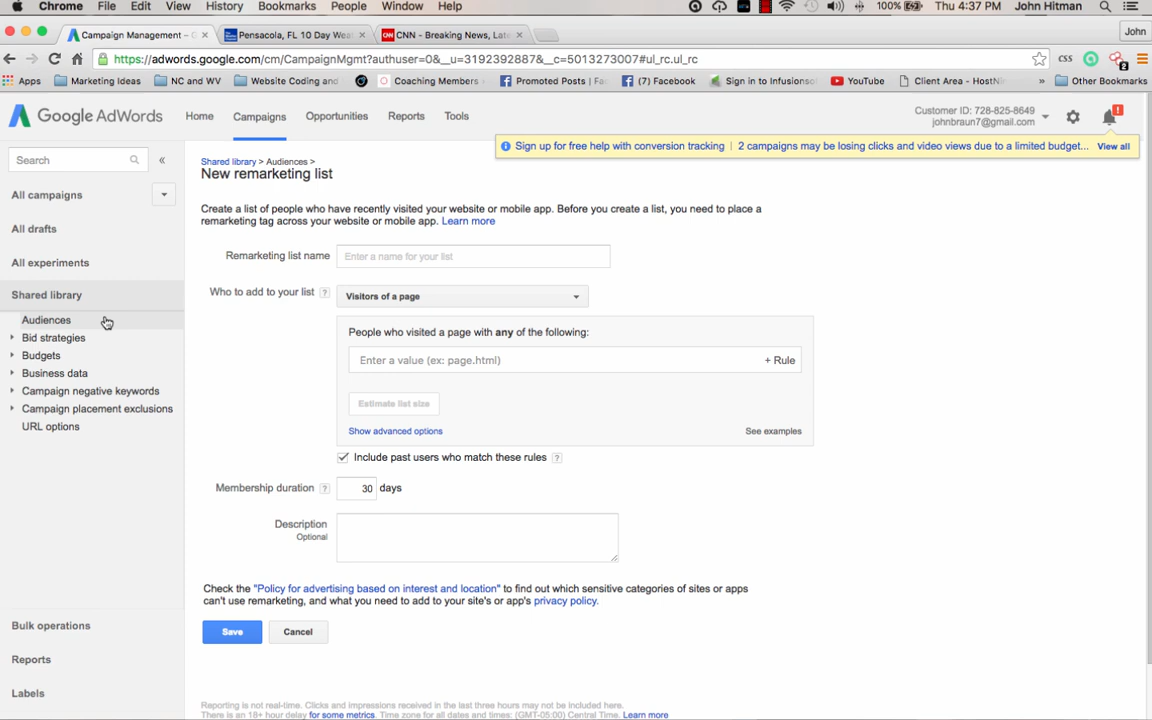 Chrome File Edit View History Bookmarks People Window Help 100% Thu 4:37 PM John Hitman
Campaign Management – G Pensacola, FL 10 Day Wea CNN - Breaking News, Late John
https://adwords.google.com/cm/CampaignMgmt?authuser=0&__u=3192392887&__c=5013273007#ul_rc.ul_rc CSS 2
Apps Marketing Ideas NC and WV Website Coding and Coaching Members Promoted Posts | Fa (7) Facebook Sign in to Infusionso YouTube Client Area - HostNi » Other Bookmarks
Google AdWords Home Campaigns Opportunities Reports Tools
Customer ID: 728-825-8649
johnbraun7@gmail.com
!
Sign up for free help with conversion tracking | 2 campaigns may be losing clicks and video views due to a limited budget... View all
Search «
All campaigns
All drafts
All experiments
Shared library
Audiences
Bid strategies
Budgets
Business data
Campaign negative keywords
Campaign placement exclusions
URL options
Bulk operations
Reports
Labels
Shared library > Audiences >
New remarketing list
Create a list of people who have recently visited your website or mobile app. Before you create a list, you need to place a
remarketing tag across your website or mobile app. Learn more
Remarketing list name Enter a name for your list
Who to add to your list ? Visitors of a page
People who visited a page with any of the following:
Enter a value (ex: page.html) + Rule
Estimate list size
Show advanced options See examples
Include past users who match these rules ?
Membership duration ? 30 days
Description
Optional
Check the "Policy for advertising based on interest and location" to find out which sensitive categories of sites or apps
can't use remarketing, and what you need to add to your site's or app's privacy policy.
Save Cancel
Reporting is not real-time. Clicks and impressions received in the last three hours may not be included here.
There is an 18+ hour delay for some metrics. Time zone for all dates and times: (GMT-05:00) Central Time. Learn more